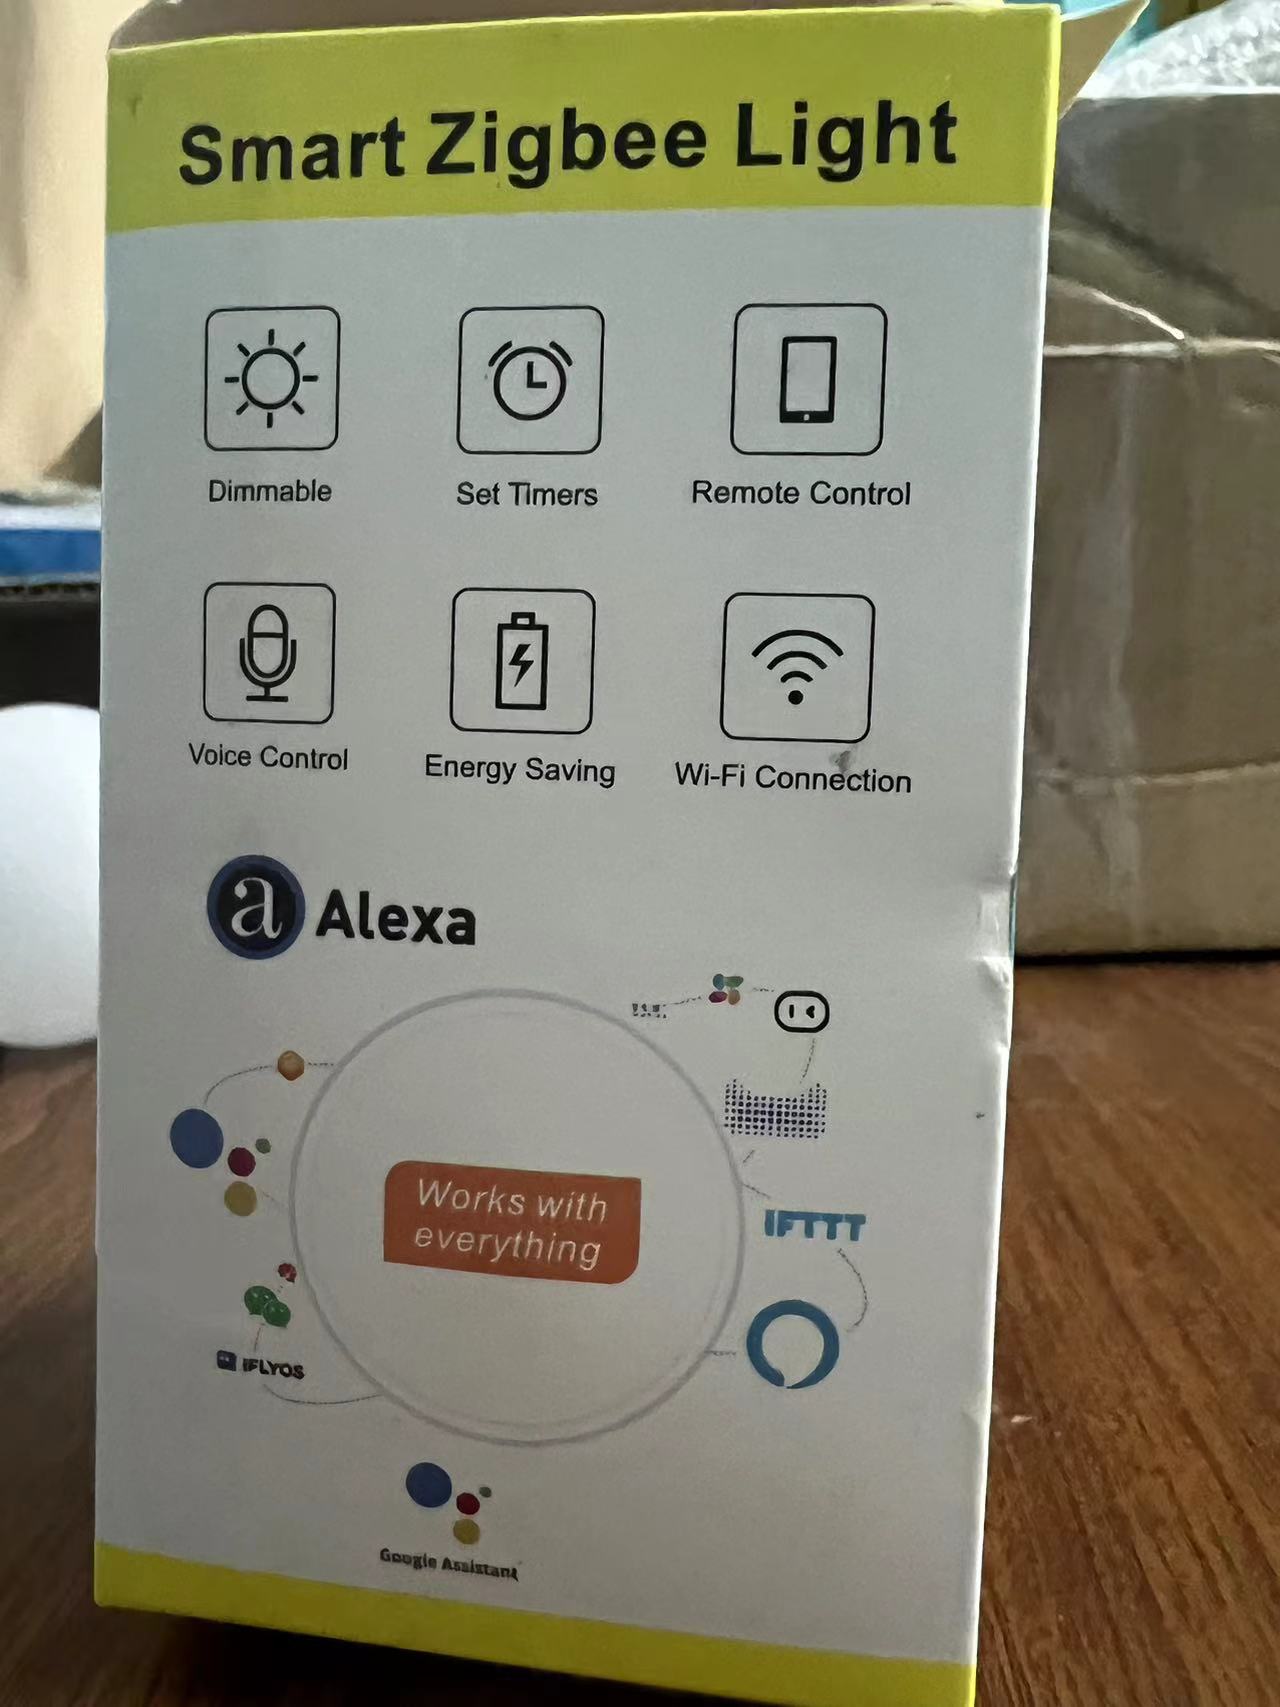 Smart Zigbee Light
Dimmable
Set Timers
Remote Control
Voice Control
Energy Saving
Wi-Fi Connection
a Alexa
IFTTT
Works with
everything
iFLYOS
Google Assistant